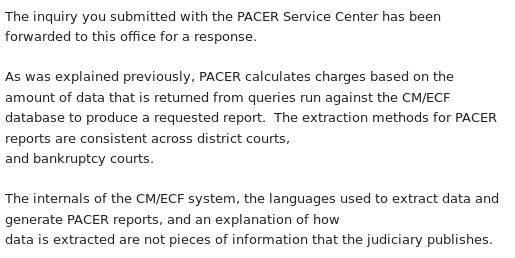 The inquiry you submitted with the PACER Service Center has been
forwarded to this office for a response.
As was explained previously, PACER calculates charges based on the
amount of data that is returned from queries run against the CM/ECF
database to produce a requested report.  The extraction methods for PACER
reports are consistent across district courts,
and bankruptcy courts.
The internals of the CM/ECF system, the languages used to extract data and
generate PACER reports, and an explanation of how
data is extracted are not pieces of information that the judiciary publishes.